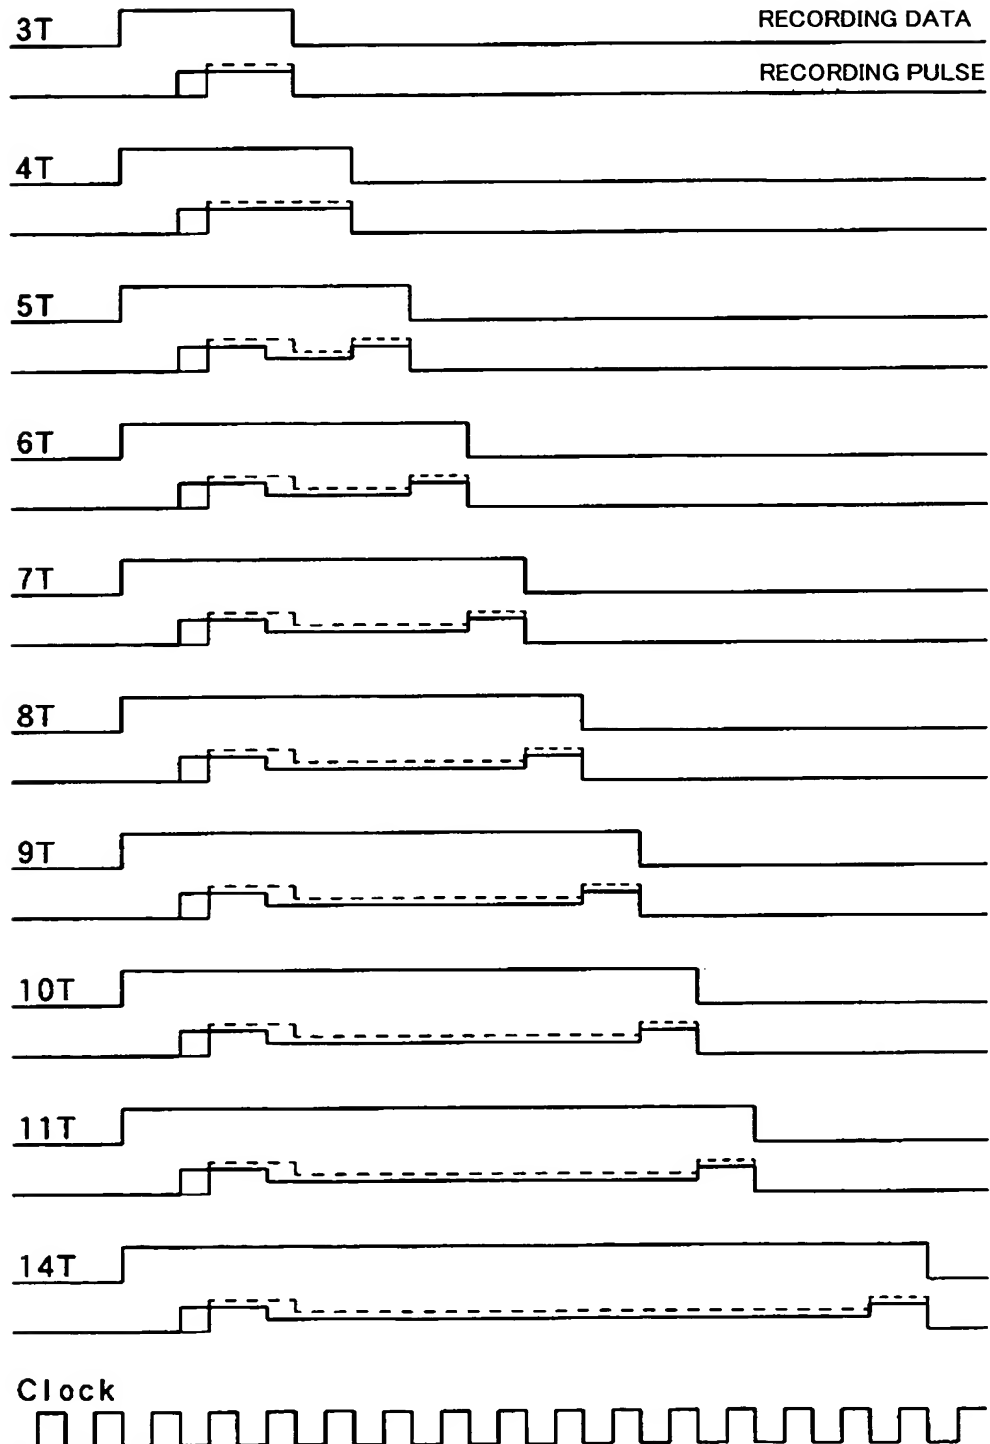 3T RECORDING DATA
RECORDING PULSE
4T
5T
6T
7T
8T
9T
10T
11T
14T
Clock